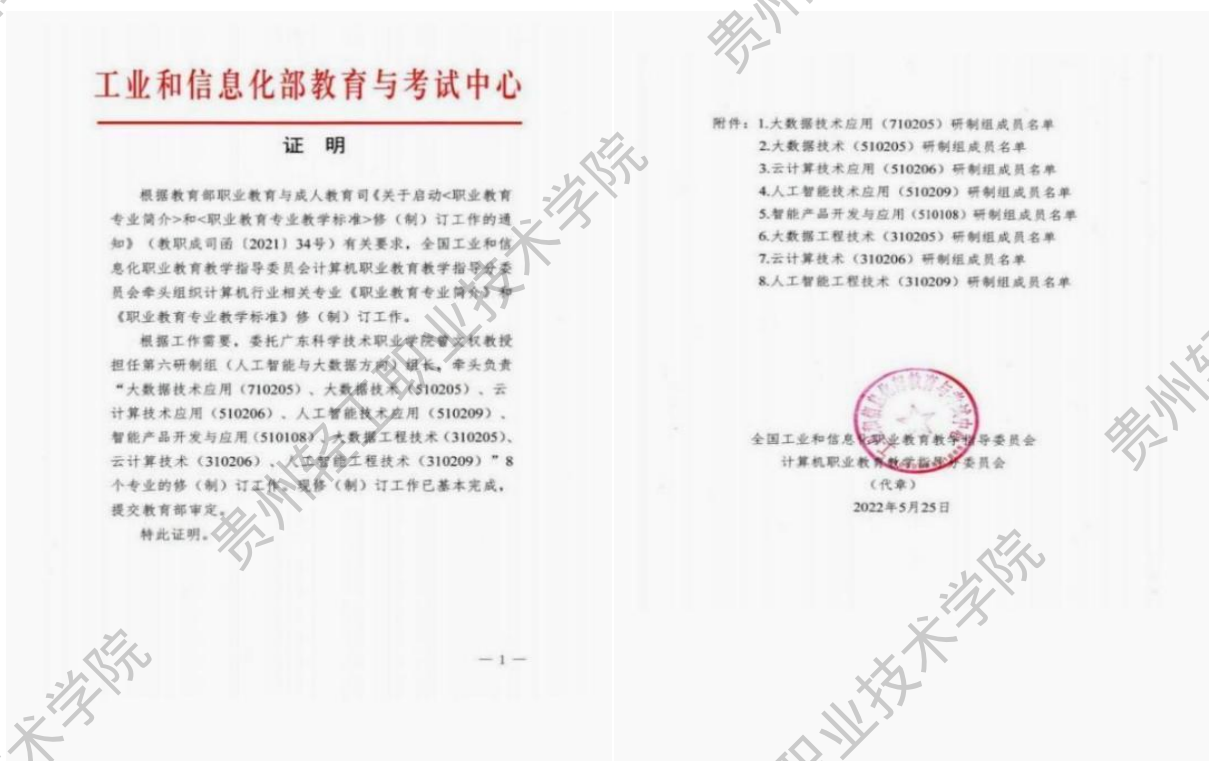 工业和信息化部教育与考试中心
证 明
根据教育部职业教育与成人教育司《关于启动<职业教育
专业简介>和<职业教育专业教学标准>修（制）订工作的通
知》（教职成司函〔2021〕34号）有关要求，全国工业和信
息化职业教育教学指导委员会计算机职业教育教学指导分委
员会牵头组织计算机行业相关专业《职业教育专业简介》和
《职业教育专业教学标准》修（制）订工作。
根据工作需要，委托广东科学技术职业学院曾文权教授
担任第六研制组（人工智能与大数据方向）组长，牵头负责
“大数据技术应用（710205）、大数据技术（510205）、云
计算技术应用（510206）、人工智能技术应用（510209）、
智能产品开发与应用（510108）、大数据工程技术（310205）、
云计算技术（310206）、人工智能工程技术（310209）”8
个专业的修（制）订工作。现修（制）订工作已基本完成，
提交教育部审定。
特此证明。
— 1 —
附件：1.大数据技术应用（710205）研制组成员名单
2.大数据技术（510205）研制组成员名单
3.云计算技术应用（510206）研制组成员名单
4.人工智能技术应用（510209）研制组成员名单
5.智能产品开发与应用（510108）研制组成员名单
6.大数据工程技术（310205）研制组成员名单
7.云计算技术（310206）研制组成员名单
8.人工智能工程技术（310209）研制组成员名单
全国工业和信息化职业教育教学指导委员会
计算机职业教育教学指导分委员会
（代章）
2022年5月25日
贵州轻工职业技术学院
贵州
贵州轻
术学院
职业技术学院